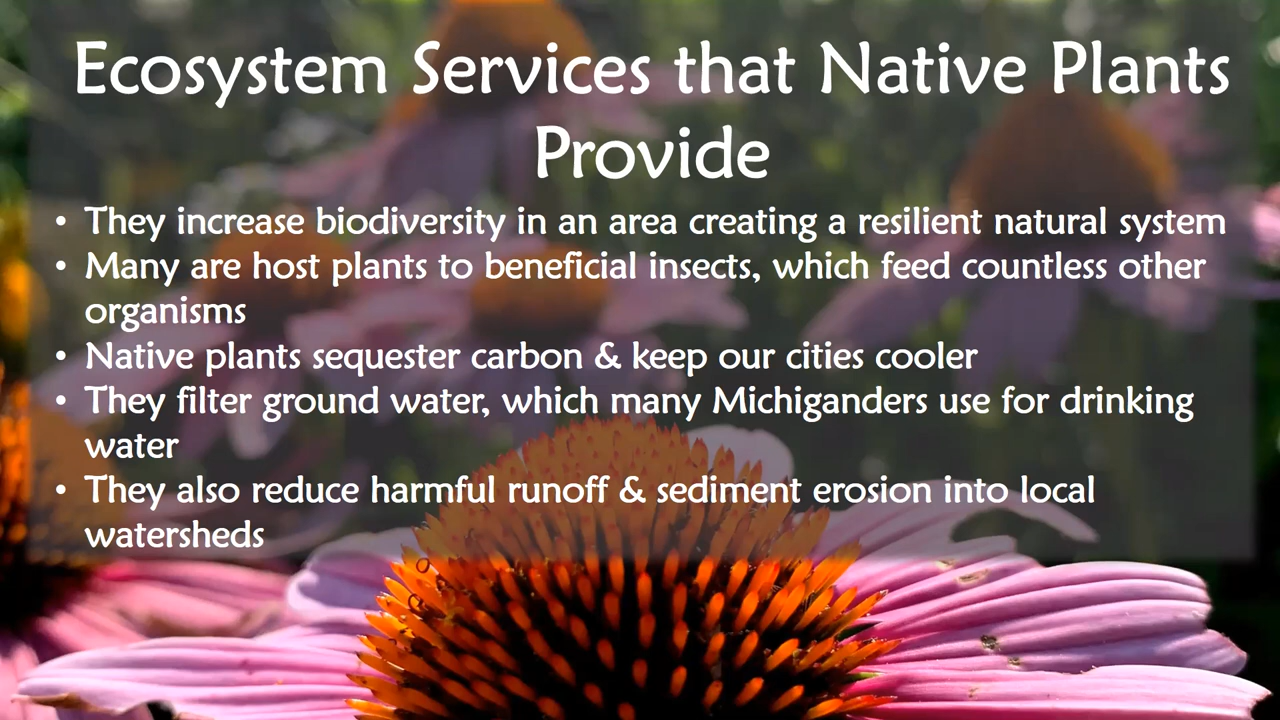 Ecosystem Services that Native Plants
Provide
• They increase biodiversity in an area creating a resilient natural system
• Many are host plants to beneficial insects, which feed countless other
organisms
• Native plants sequester carbon & keep our cities cooler
• They filter ground water, which many Michiganders use for drinking
water
• They also reduce harmful runoff & sediment erosion into local
watersheds